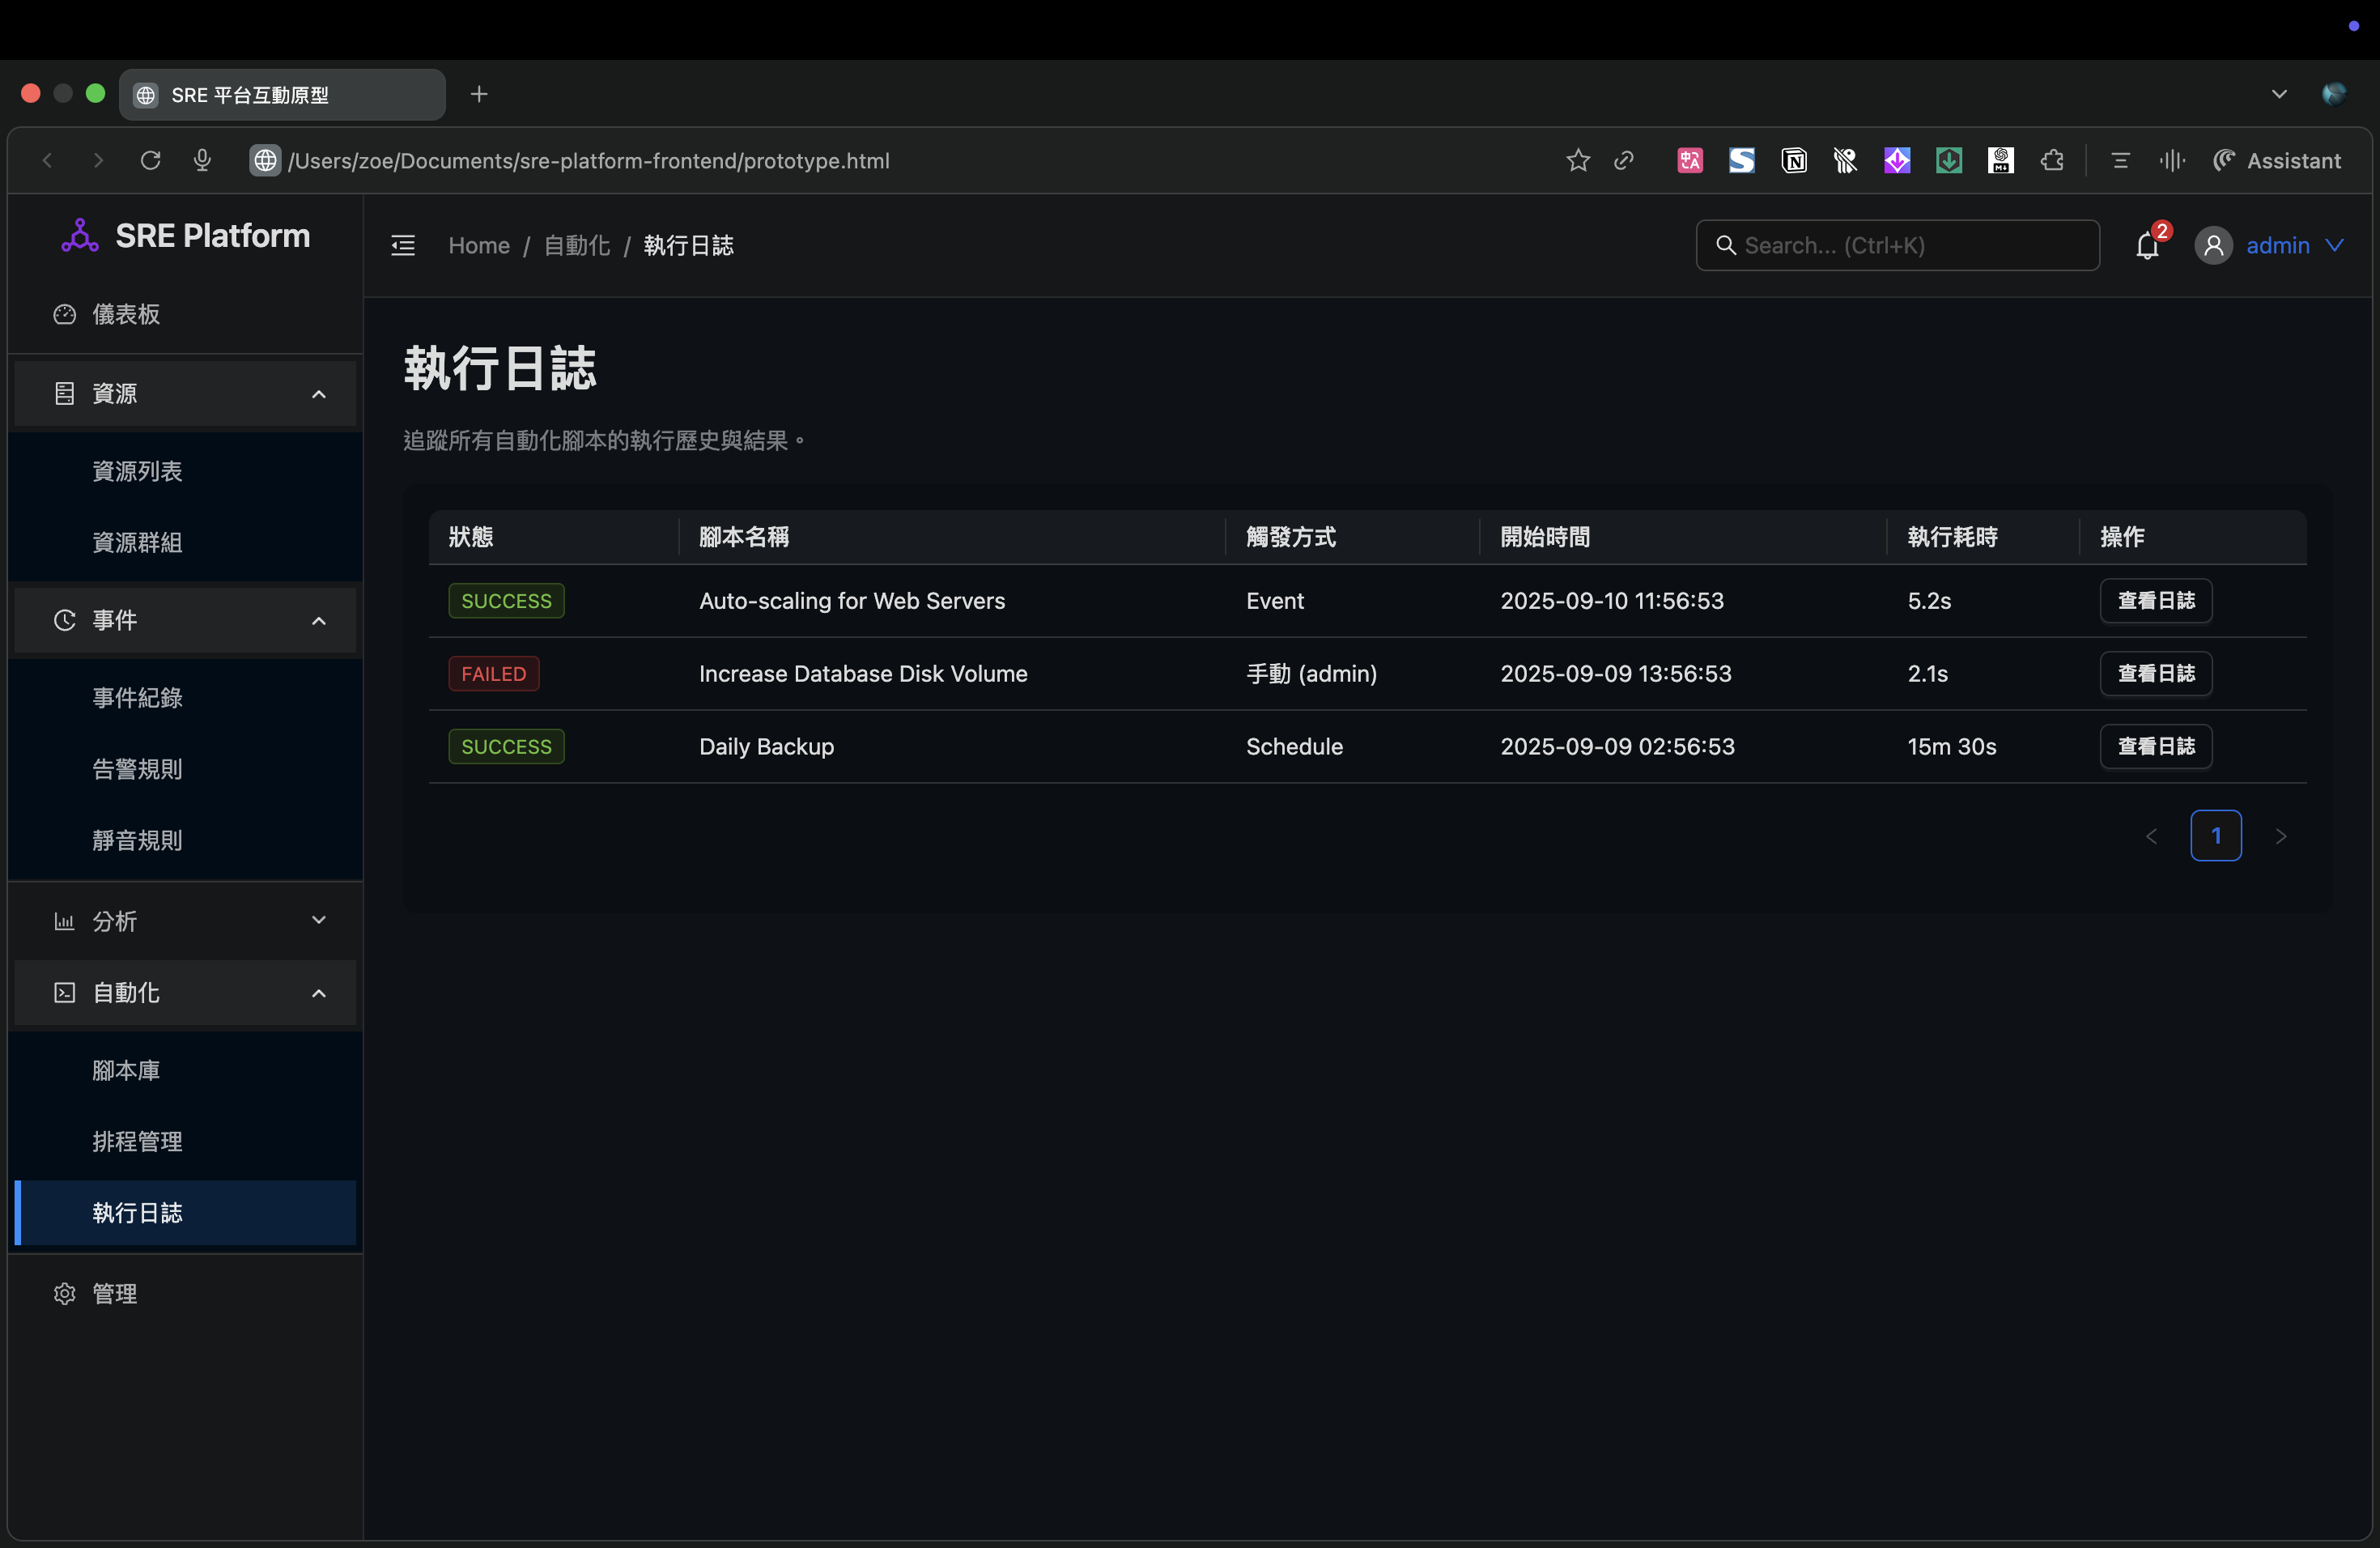 SRE 平台互動原型
/Users/zoe/Documents/sre-platform-frontend/prototype.html
Assistant
SRE Platform
儀表板
資源
資源列表
資源群組
事件
事件紀錄
告警規則
靜音規則
分析
自動化
腳本庫
排程管理
執行日誌
管理
Home / 自動化 / 執行日誌
Search... (Ctrl+K)
2
admin
執行日誌
追蹤所有自動化腳本的執行歷史與結果。
狀態 腳本名稱 觸發方式 開始時間 執行耗時 操作
SUCCESS Auto-scaling for Web Servers Event 2025-09-10 11:56:53 5.2s 查看日誌
FAILED Increase Database Disk Volume 手動 (admin) 2025-09-09 13:56:53 2.1s 查看日誌
SUCCESS Daily Backup Schedule 2025-09-09 02:56:53 15m 30s 查看日誌
1